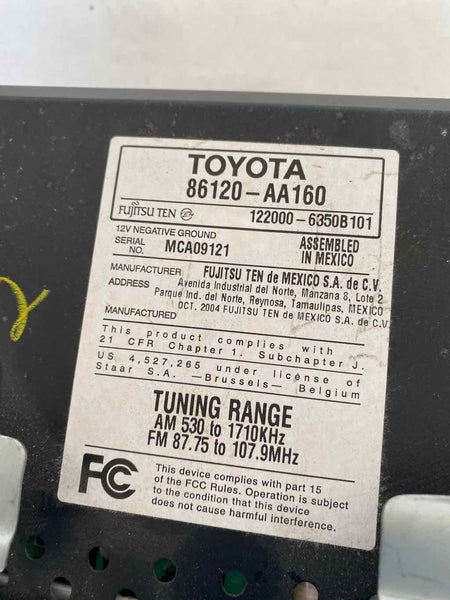 TOYOTA
86120-AA160
FUJITSU TEN 122000-6350B101
12V NEGATIVE GROUND
SERIAL NO. MCA09121
ASSEMBLED IN MEXICO
MANUFACTURER FUJITSU TEN de MEXICO S.A. de C.V.
ADDRESS Avenida Industrial del Norte, Manzana 8, Lote 2
Parque Ind. del Norte, Reynosa, Tamaulipas, MEXICO
MANUFACTURED OCT. 2004 FUJITSU TEN de MEXICO S.A. de C.V.
This product complies with
21 CFR Chapter 1. Subchapter J.
US 4,527,265 under license of
Staar S.A. —Brussels— Belgium
TUNING RANGE
AM 530 to 1710KHz
FM 87.75 to 107.9MHz
FC This device complies with part 15
of the FCC Rules. Operation is subject
to the condition that this device
does not cause harmful interference.